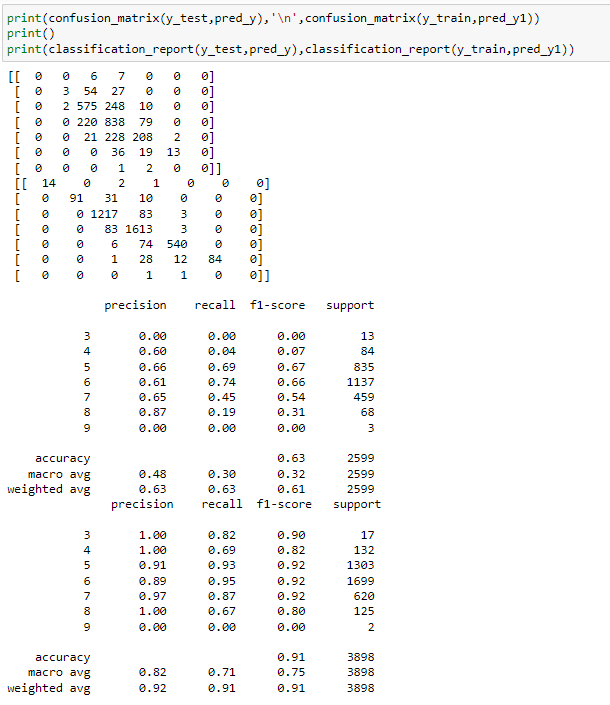 print(confusion_matrix(y_test,pred_y),'\n',confusion_matrix(y_train,pred_y1))
print()
print(classification_report(y_test,pred_y),classification_report(y_train,pred_y1))
[[  0   0   6   7   0   0   0]
 [  0   3  54  27   0   0   0]
 [  0   2 575 248  10   0   0]
 [  0   0 220 838  79   0   0]
 [  0   0  21 228 208   2   0]
 [  0   0   0  36  19  13   0]
 [  0   0   0   1   2   0   0]]
 [[  14    0    2    1    0    0    0]
 [   0   91   31   10    0    0    0]
 [   0    0 1217   83    3    0    0]
 [   0    0   83 1613    3    0    0]
 [   0    0    6   74  540    0    0]
 [   0    0    1   28   12   84    0]
 [   0    0    0    1    1    0    0]]
              precision    recall  f1-score   support
           3       0.00      0.00      0.00        13
           4       0.60      0.04      0.07        84
           5       0.66      0.69      0.67       835
           6       0.61      0.74      0.66      1137
           7       0.65      0.45      0.54       459
           8       0.87      0.19      0.31        68
           9       0.00      0.00      0.00         3
    accuracy                           0.63      2599
   macro avg       0.48      0.30      0.32      2599
weighted avg       0.63      0.63      0.61      2599
               precision    recall  f1-score   support
           3       1.00      0.82      0.90        17
           4       1.00      0.69      0.82       132
           5       0.91      0.93      0.92      1303
           6       0.89      0.95      0.92      1699
           7       0.97      0.87      0.92       620
           8       1.00      0.67      0.80       125
           9       0.00      0.00      0.00         2
    accuracy                           0.91      3898
   macro avg       0.82      0.71      0.75      3898
weighted avg       0.92      0.91      0.91      3898